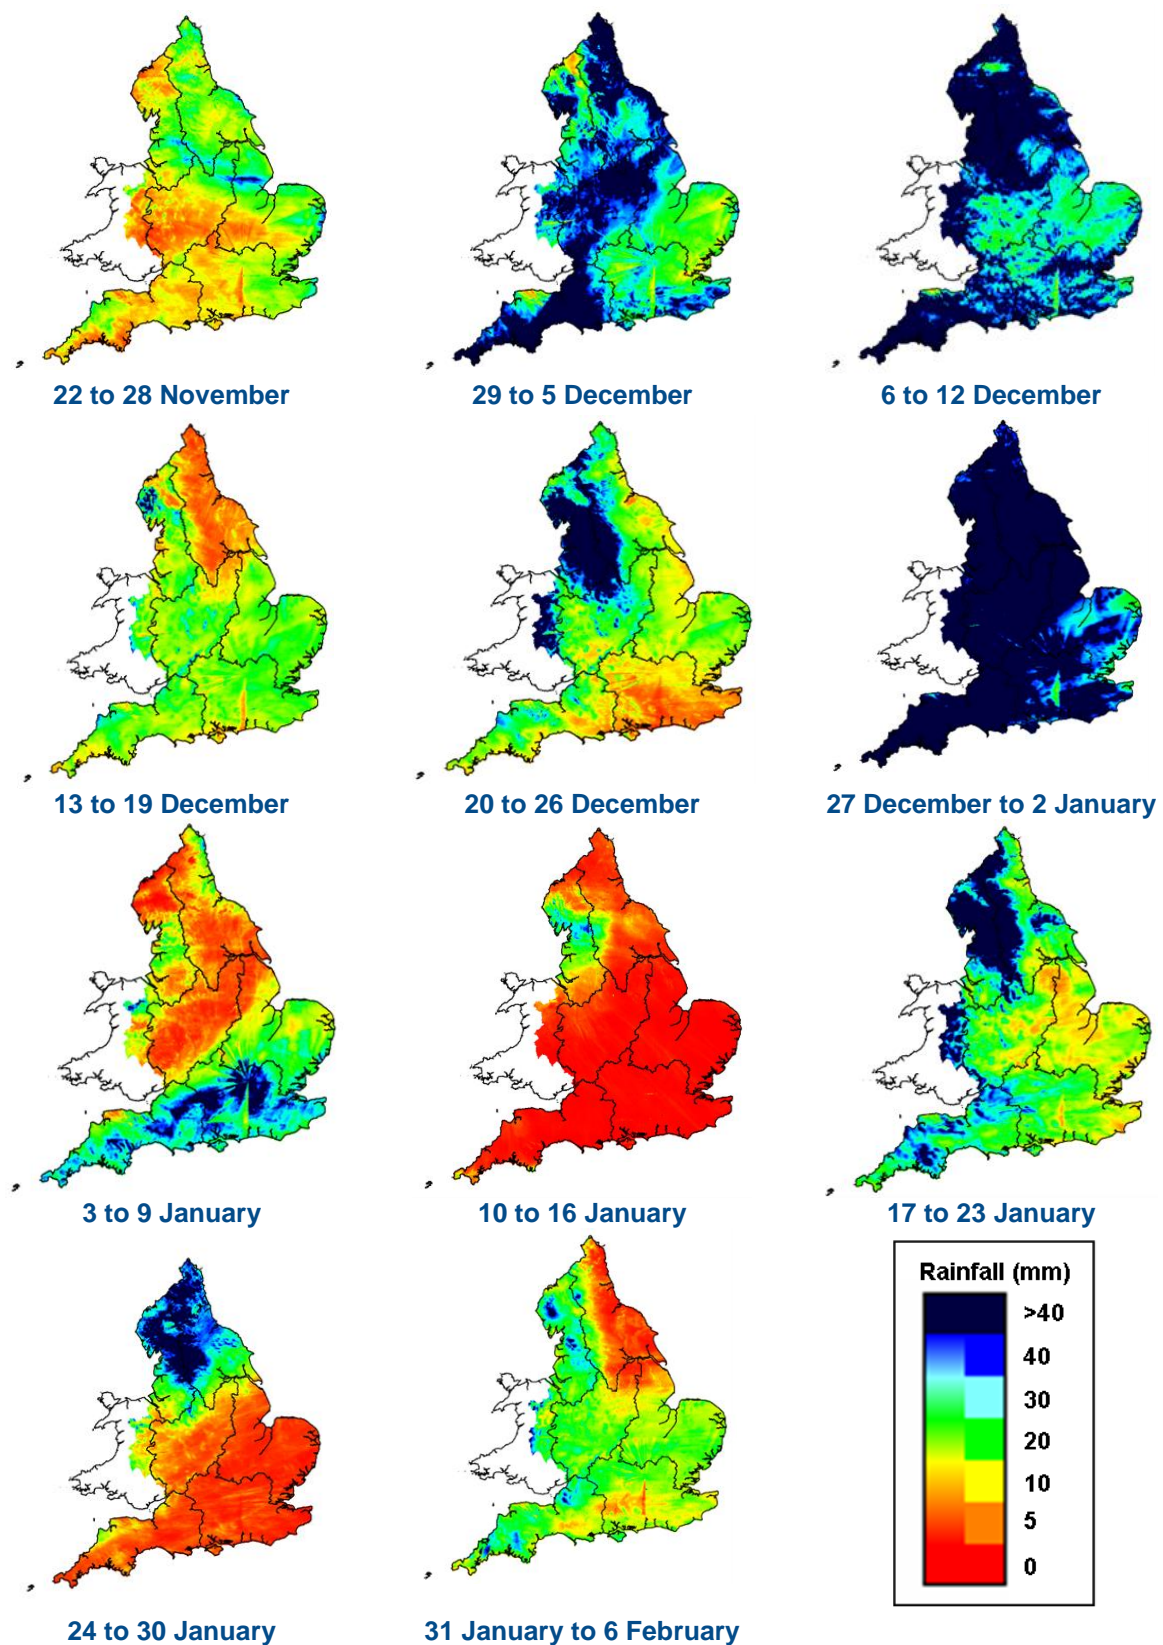 22 to 28 November
29 to 5 December
6 to 12 December
13 to 19 December
20 to 26 December
27 December to 2 January
3 to 9 January
10 to 16 January
17 to 23 January
Rainfall (mm)
>40
40
30
20
10
5
0
24 to 30 January
31 January to 6 February